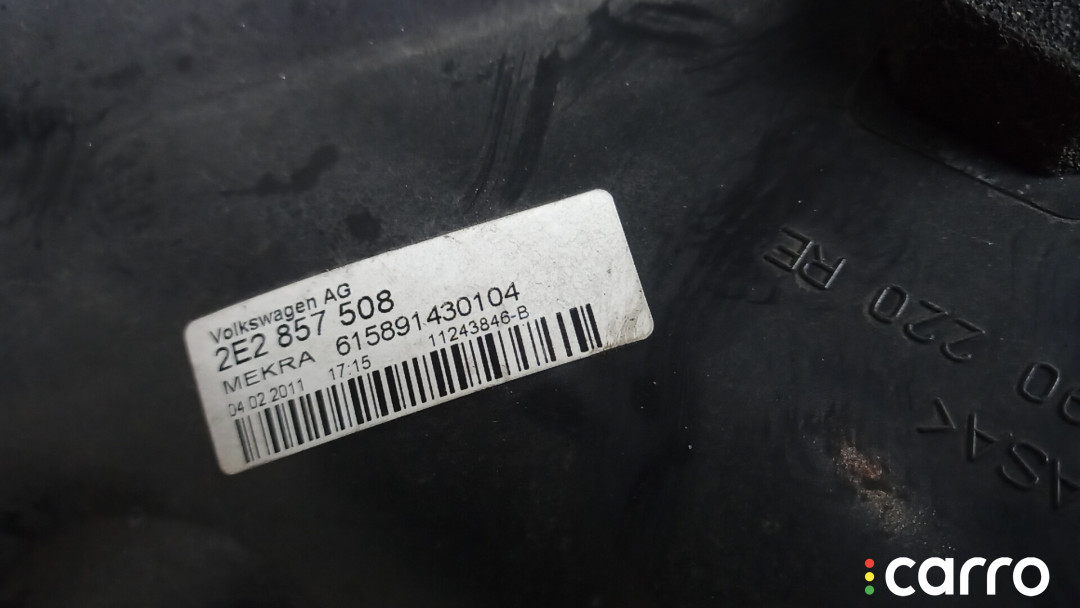 Volkswagen AG
2E2 857 508
MEKRA 615891430104
04 02 2011 17:15 11243846-B
220 RE
carro